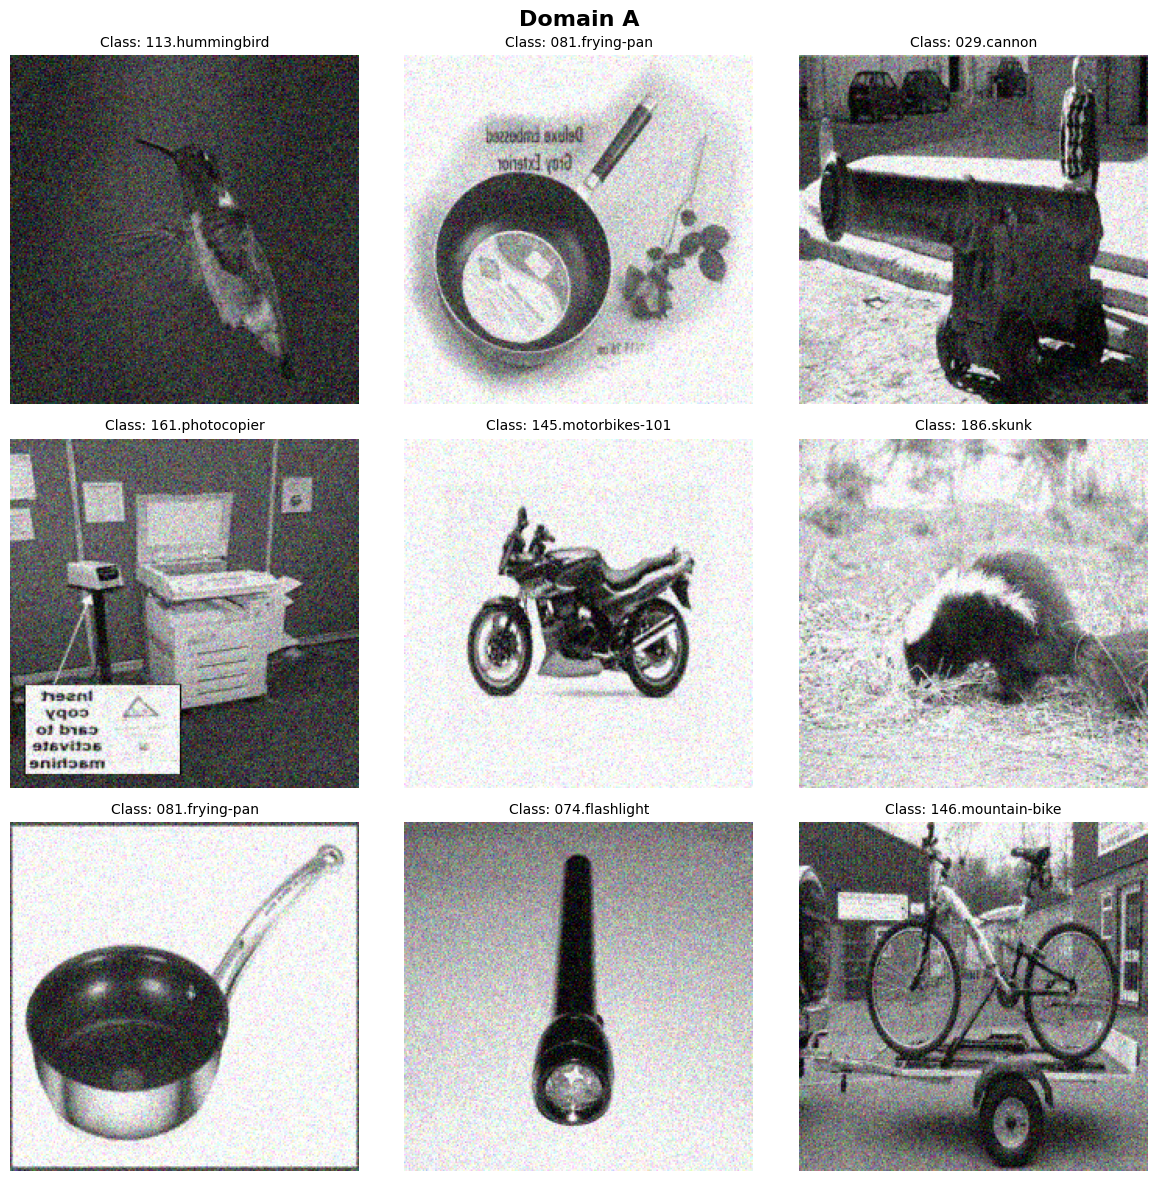 Domain A
Class: 113.hummingbird
Class: 081.frying-pan
Class: 029.cannon
Deluxe Embossed
Gray Exterior
Class: 161.photocopier
Class: 145.motorbikes-101
Class: 186.skunk
Insert
copy
card to
activate
machine
Class: 081.frying-pan
Class: 074.flashlight
Class: 146.mountain-bike